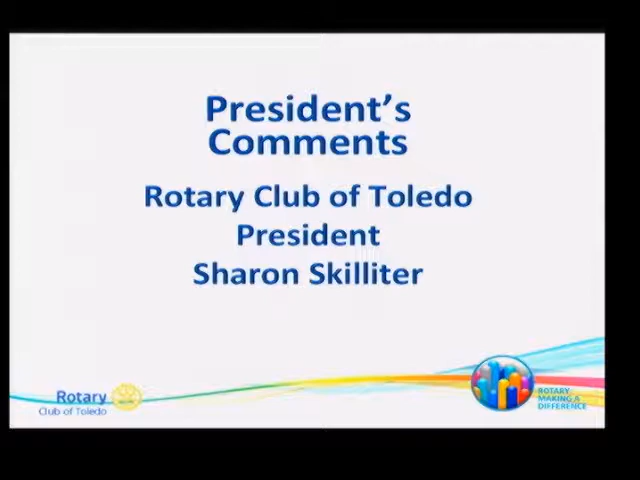 President's
Comments
Rotary Club of Toledo
President
Sharon Skilliter
Rotary
Club of Toledo
ROTARY
MAKING A
DIFFERENCE